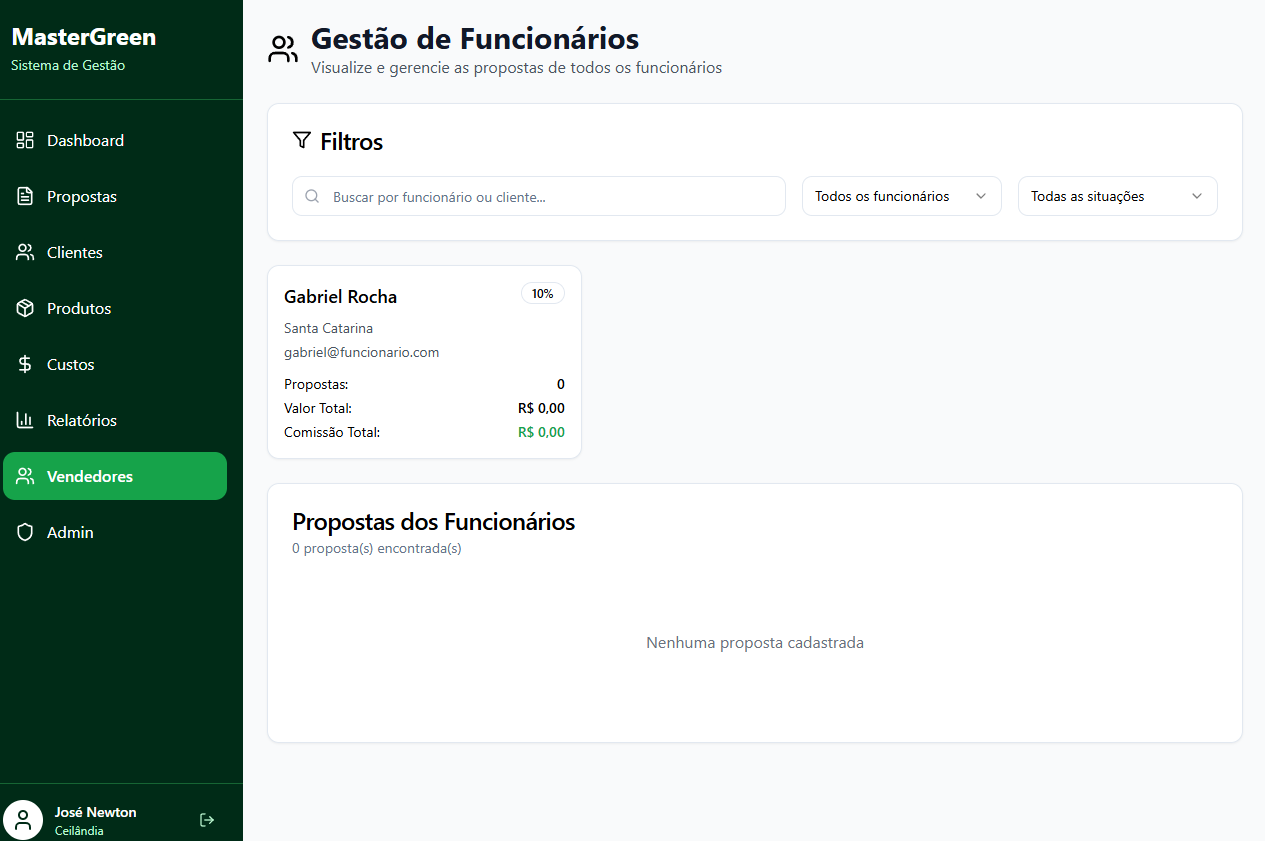 MasterGreen
Sistema de Gestão
Dashboard
Propostas
Clientes
Produtos
Custos
Relatórios
Vendedores
Admin
José Newton
Ceilândia
Gestão de Funcionários
Visualize e gerencie as propostas de todos os funcionários
Filtros
Buscar por funcionário ou cliente...
Todos os funcionários
Todas as situações
Gabriel Rocha
10%
Santa Catarina
gabriel@funcionario.com
Propostas: 0
Valor Total: R$ 0,00
Comissão Total: R$ 0,00
Propostas dos Funcionários
0 proposta(s) encontrada(s)
Nenhuma proposta cadastrada